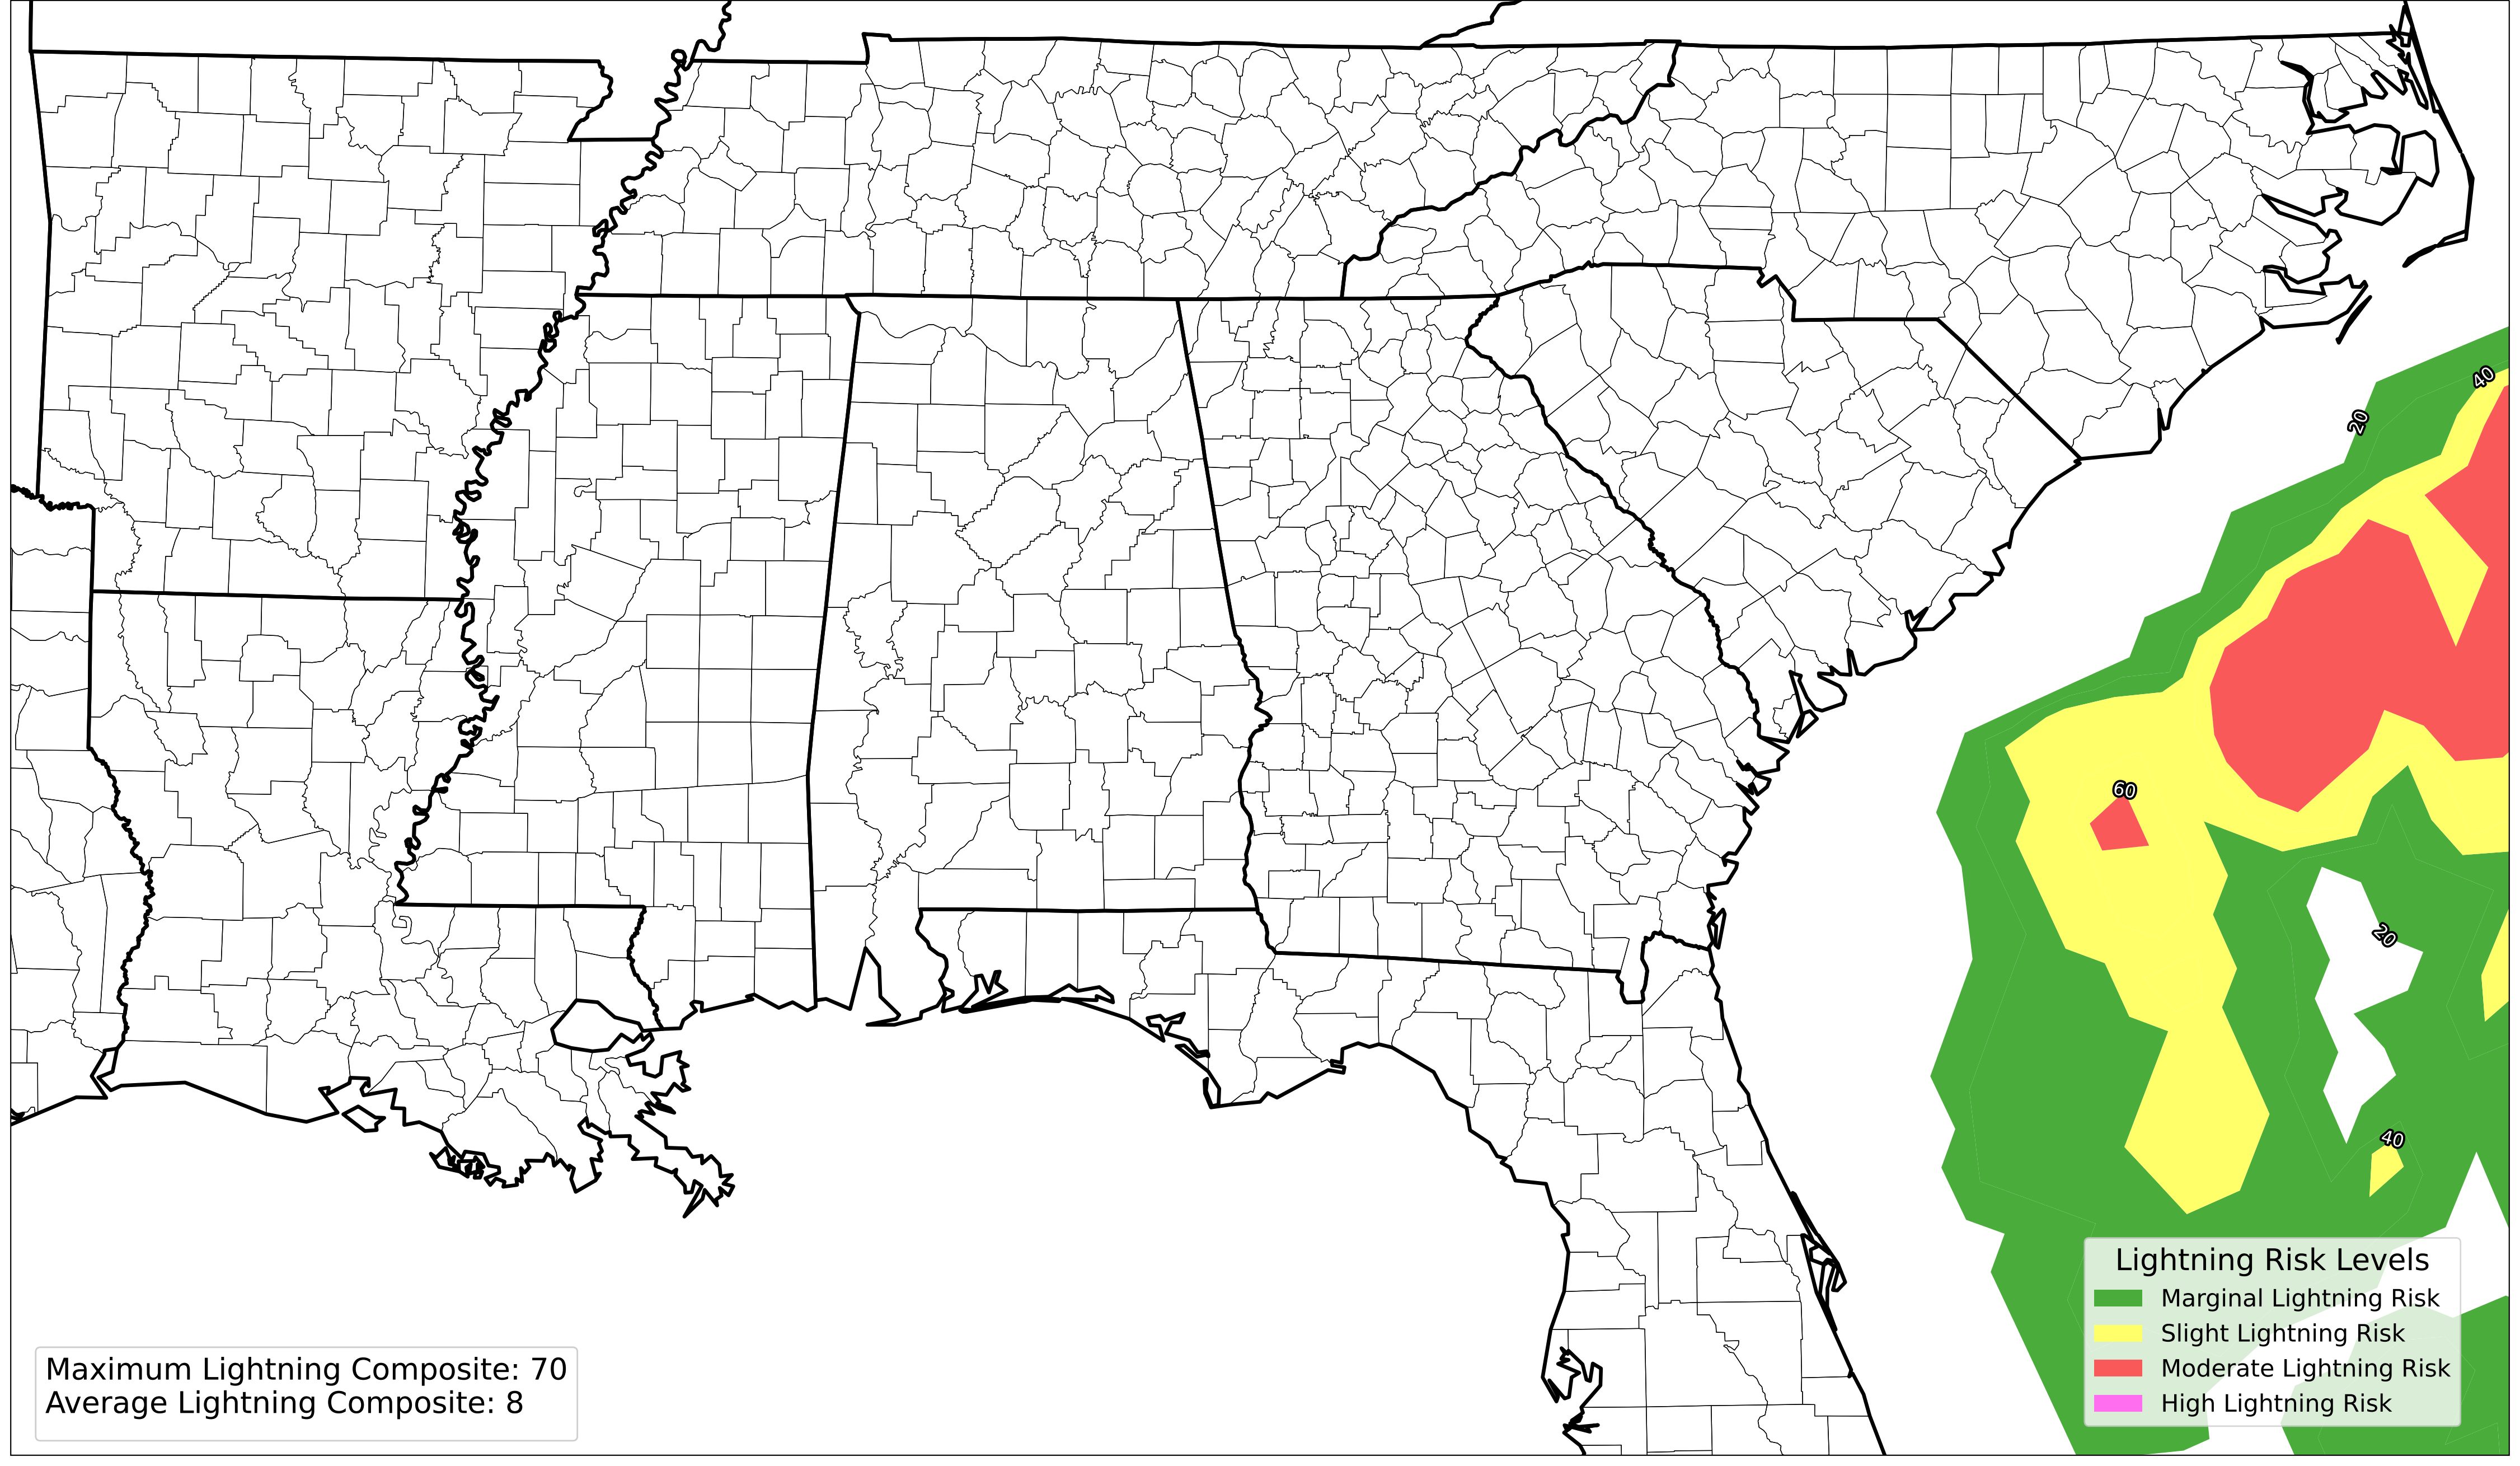 40
20
60
20
40
Lightning Risk Levels
Marginal Lightning Risk
Slight Lightning Risk
Moderate Lightning Risk
High Lightning Risk
Maximum Lightning Composite: 70
Average Lightning Composite: 8